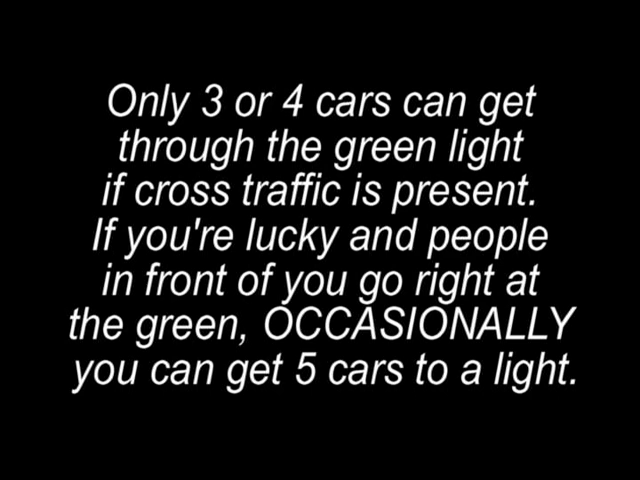 Only 3 or 4 cars can get
through the green light
if cross traffic is present.
If you're lucky and people
in front of you go right at
the green, OCCASIONALLY
you can get 5 cars to a light.